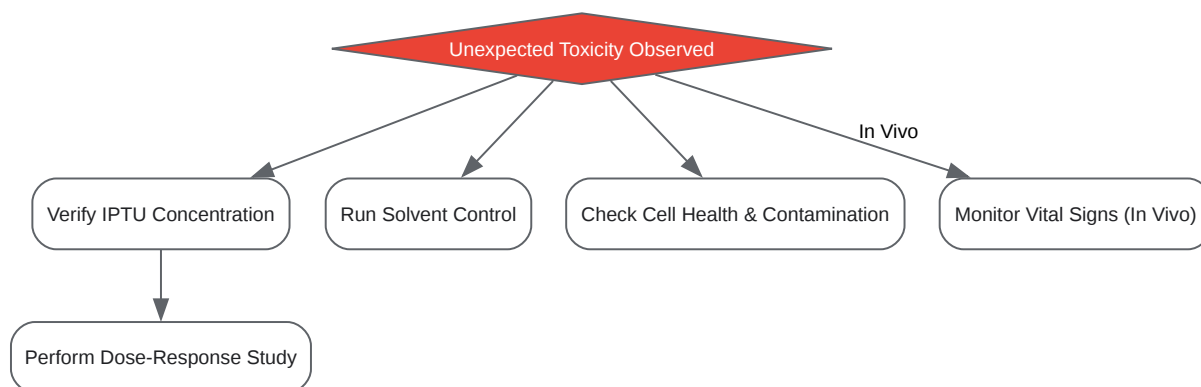 Unexpected Toxicity Observed
In Vivo
Verify IPTU Concentration
Run Solvent Control
Check Cell Health & Contamination
Monitor Vital Signs (In Vivo)
Perform Dose-Response Study